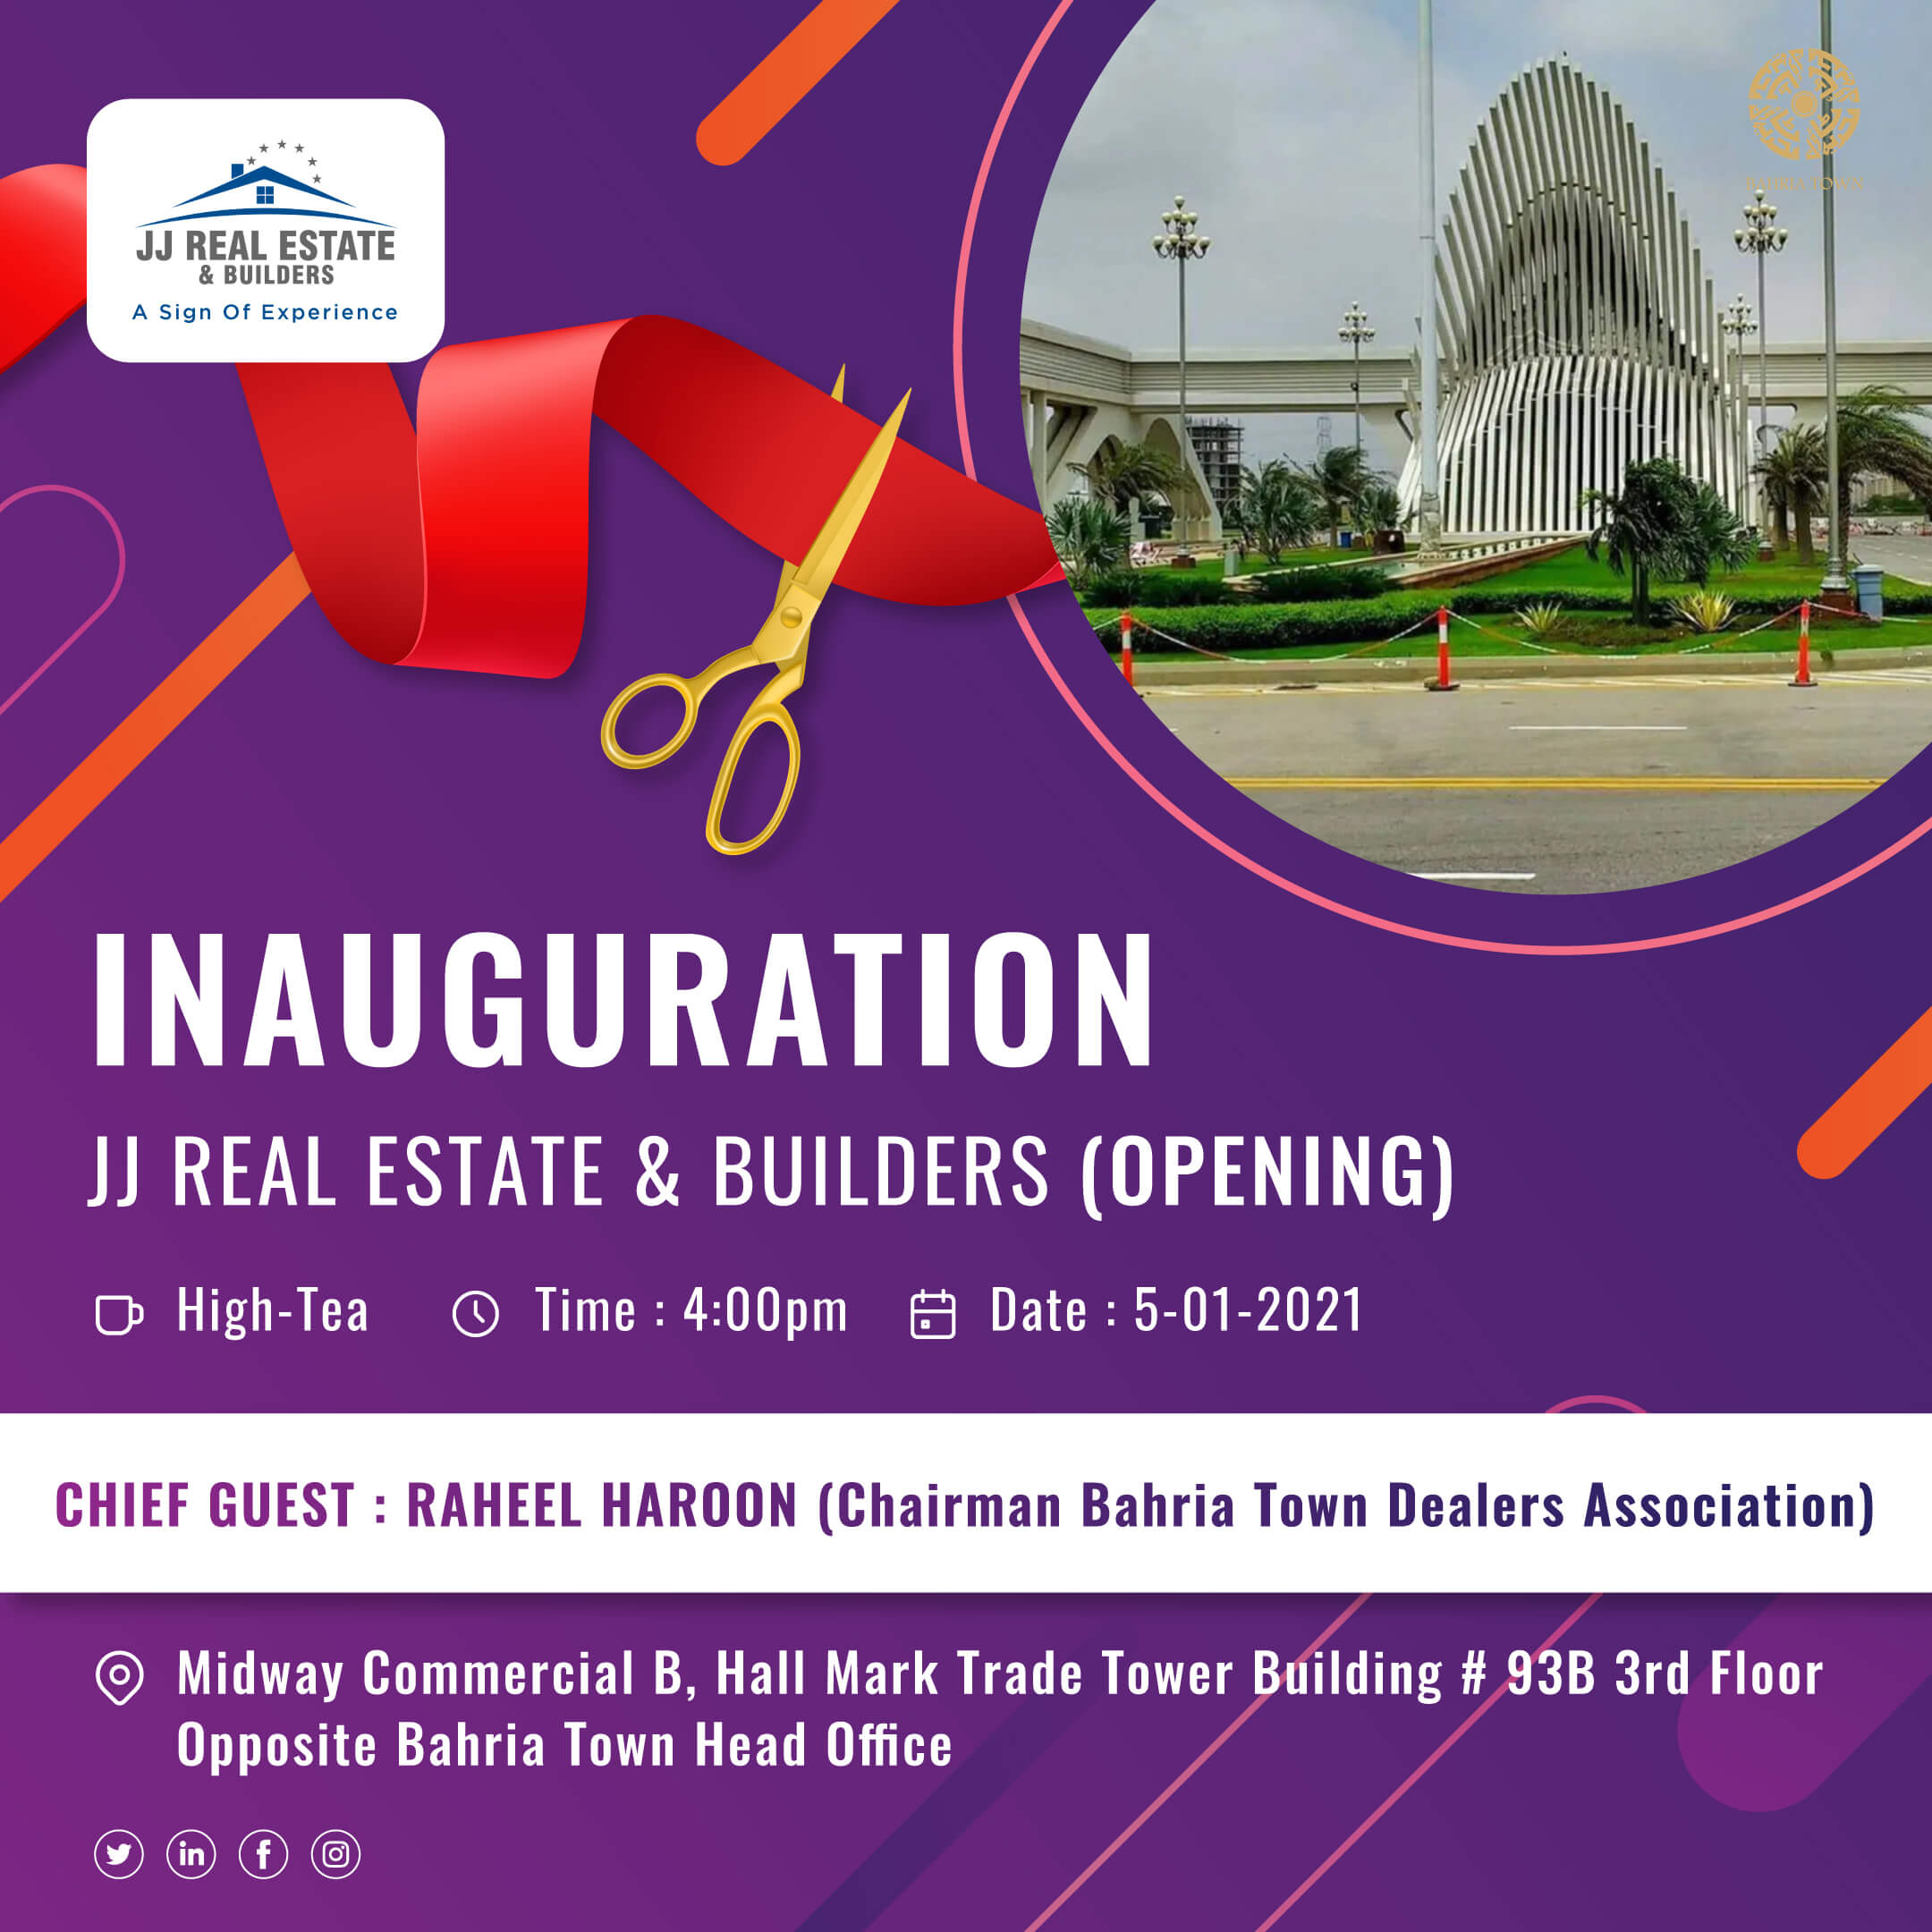 JJ REAL ESTATE
& BUILDERS
A Sign Of Experience
BAHRIA TOWN
INAUGURATION
JJ REAL ESTATE & BUILDERS (OPENING)
High-Tea Time : 4:00pm Date : 5-01-2021
CHIEF GUEST : RAHEEL HAROON (Chairman Bahria Town Dealers Association)
Midway Commercial B, Hall Mark Trade Tower Building # 93B 3rd Floor
Opposite Bahria Town Head Office